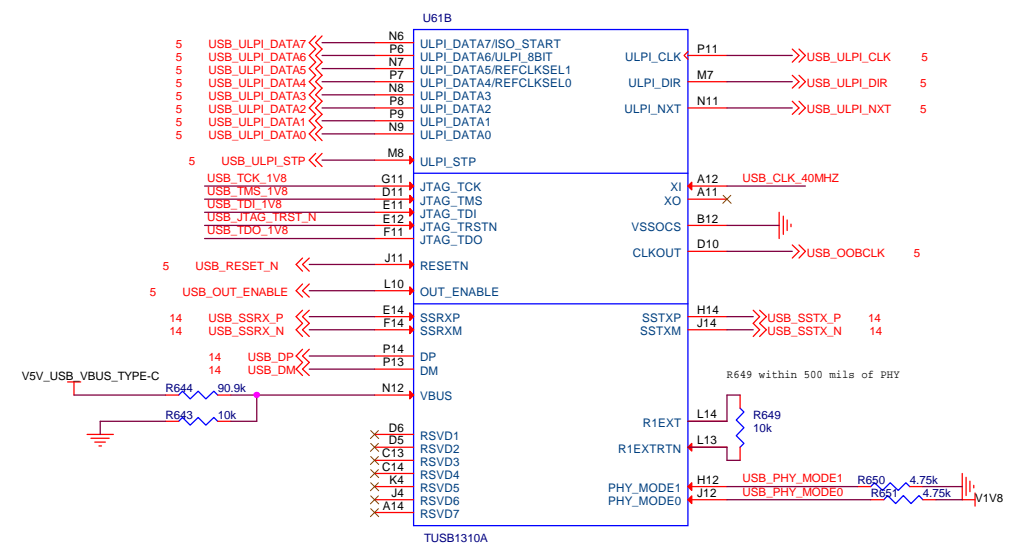 U61B
5 USB_ULPI_DATA7 N6 ULPI_DATA7/ISO_START
5 USB_ULPI_DATA6 P6 ULPI_DATA6/ULPI_8BIT
5 USB_ULPI_DATA5 N7 ULPI_DATA5/REFCLKSEL1
5 USB_ULPI_DATA4 P7 ULPI_DATA4/REFCLKSEL0
5 USB_ULPI_DATA3 N8 ULPI_DATA3
5 USB_ULPI_DATA2 P8 ULPI_DATA2
5 USB_ULPI_DATA1 P9 ULPI_DATA1
5 USB_ULPI_DATA0 N9 ULPI_DATA0
ULPI_CLK P11 USB_ULPI_CLK 5
ULPI_DIR M7 USB_ULPI_DIR 5
ULPI_NXT N11 USB_ULPI_NXT 5
5 USB_ULPI_STP M8 ULPI_STP
USB_TCK_1V8 G11 JTAG_TCK
USB_TMS_1V8 D11 JTAG_TMS
USB_TDI_1V8 E11 JTAG_TDI
USB_JTAG_TRST_N E12 JTAG_TRSTN
USB_TDO_1V8 F11 JTAG_TDO
XI A12 USB_CLK_40MHZ
XO A11
VSSOCS B12
CLKOUT D10 USB_OOBCLK 5
5 USB_RESET_N J11 RESETN
5 USB_OUT_ENABLE L10 OUT_ENABLE
14 USB_SSRX_P E14 SSRXP
14 USB_SSRX_N F14 SSRXM
SSTXP H14 USB_SSTX_P 14
SSTXM J14 USB_SSTX_N 14
14 USB_DP P14 DP
14 USB_DM P13 DM
V5V_USB_VBUS_TYPE-C
R644 90.9k N12 VBUS
R643 10k
R649 within 500 mils of PHY
R1EXT L14
R649
10k
R1EXTRTN L13
D6 RSVD1
D5 RSVD2
C13 RSVD3
C14 RSVD4
K4 RSVD5
J4 RSVD6
A14 RSVD7
PHY_MODE1 H12 USB_PHY_MODE1 R650 4.75k
PHY_MODE0 J12 USB_PHY_MODE0 R651 4.75k V1V8
TUSB1310A